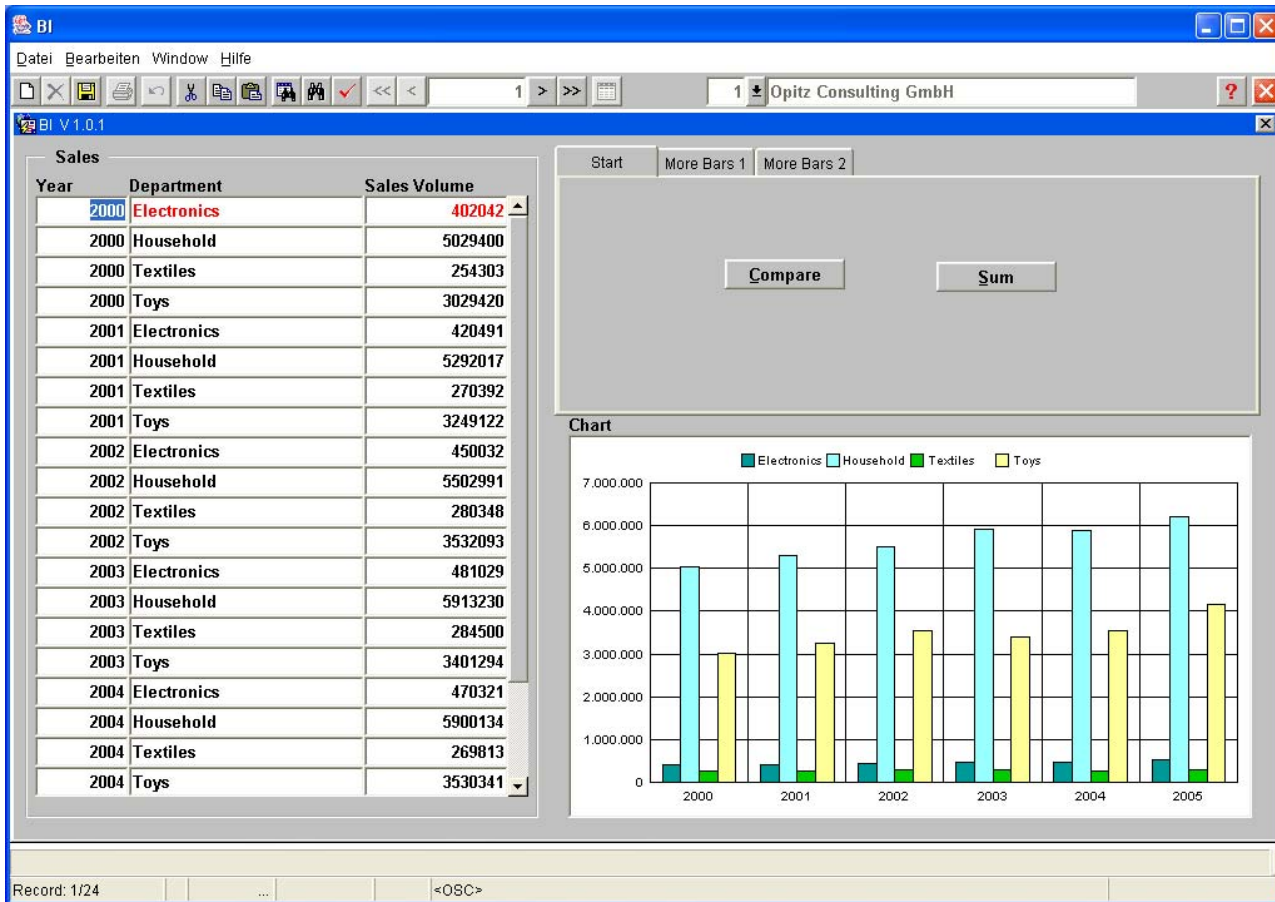 BI
Datei Bearbeiten Window Hilfe
<< < 1 > >> 1 Opitz Consulting GmbH ?
BI V 1.0.1
Sales
Year Department Sales Volume
2000 Electronics 402042
2000 Household 5029400
2000 Textiles 254303
2000 Toys 3029420
2001 Electronics 420491
2001 Household 5292017
2001 Textiles 270392
2001 Toys 3249122
2002 Electronics 450032
2002 Household 5502991
2002 Textiles 280348
2002 Toys 3532093
2003 Electronics 481029
2003 Household 5913230
2003 Textiles 284500
2003 Toys 3401294
2004 Electronics 470321
2004 Household 5900134
2004 Textiles 269813
2004 Toys 3530341
Start More Bars 1 More Bars 2
Compare Sum
Chart
Electronics Household Textiles Toys
7.000.000
6.000.000
5.000.000
4.000.000
3.000.000
2.000.000
1.000.000
0
2000 2001 2002 2003 2004 2005
Record: 1/24 ... <OSC>